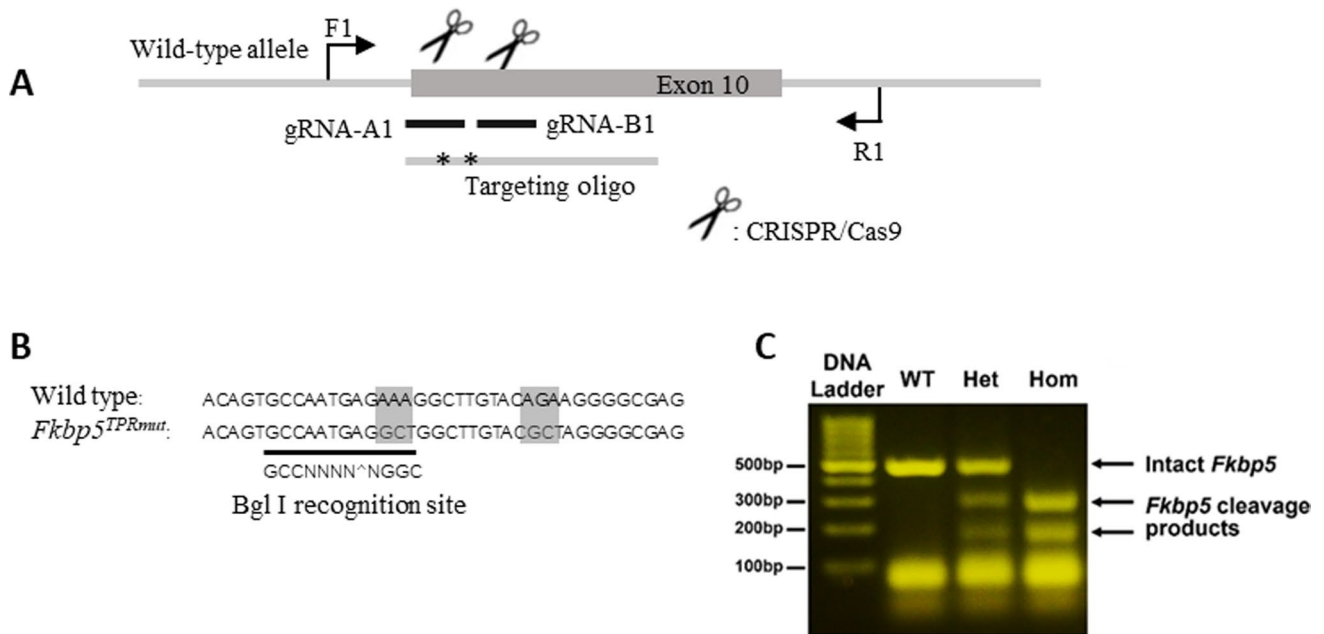 A
Wild-type allele
F1
Exon 10
gRNA-A1
gRNA-B1
* *
Targeting oligo
R1
: CRISPR/Cas9
B
Wild type: ACAGTGCCAATGAGAAAGGCTTGTACAGAAGGGGCGAG
Fkbp5TPRmut: ACAGTGCCAATGAGGCTGGCTTGTACGCTAGGGGCGAG
GCCNNNN^NGGC
Bgl I recognition site
C
DNA
Ladder
WT
Het
Hom
500bp
300bp
200bp
100bp
Intact Fkbp5
Fkbp5 cleavage
products